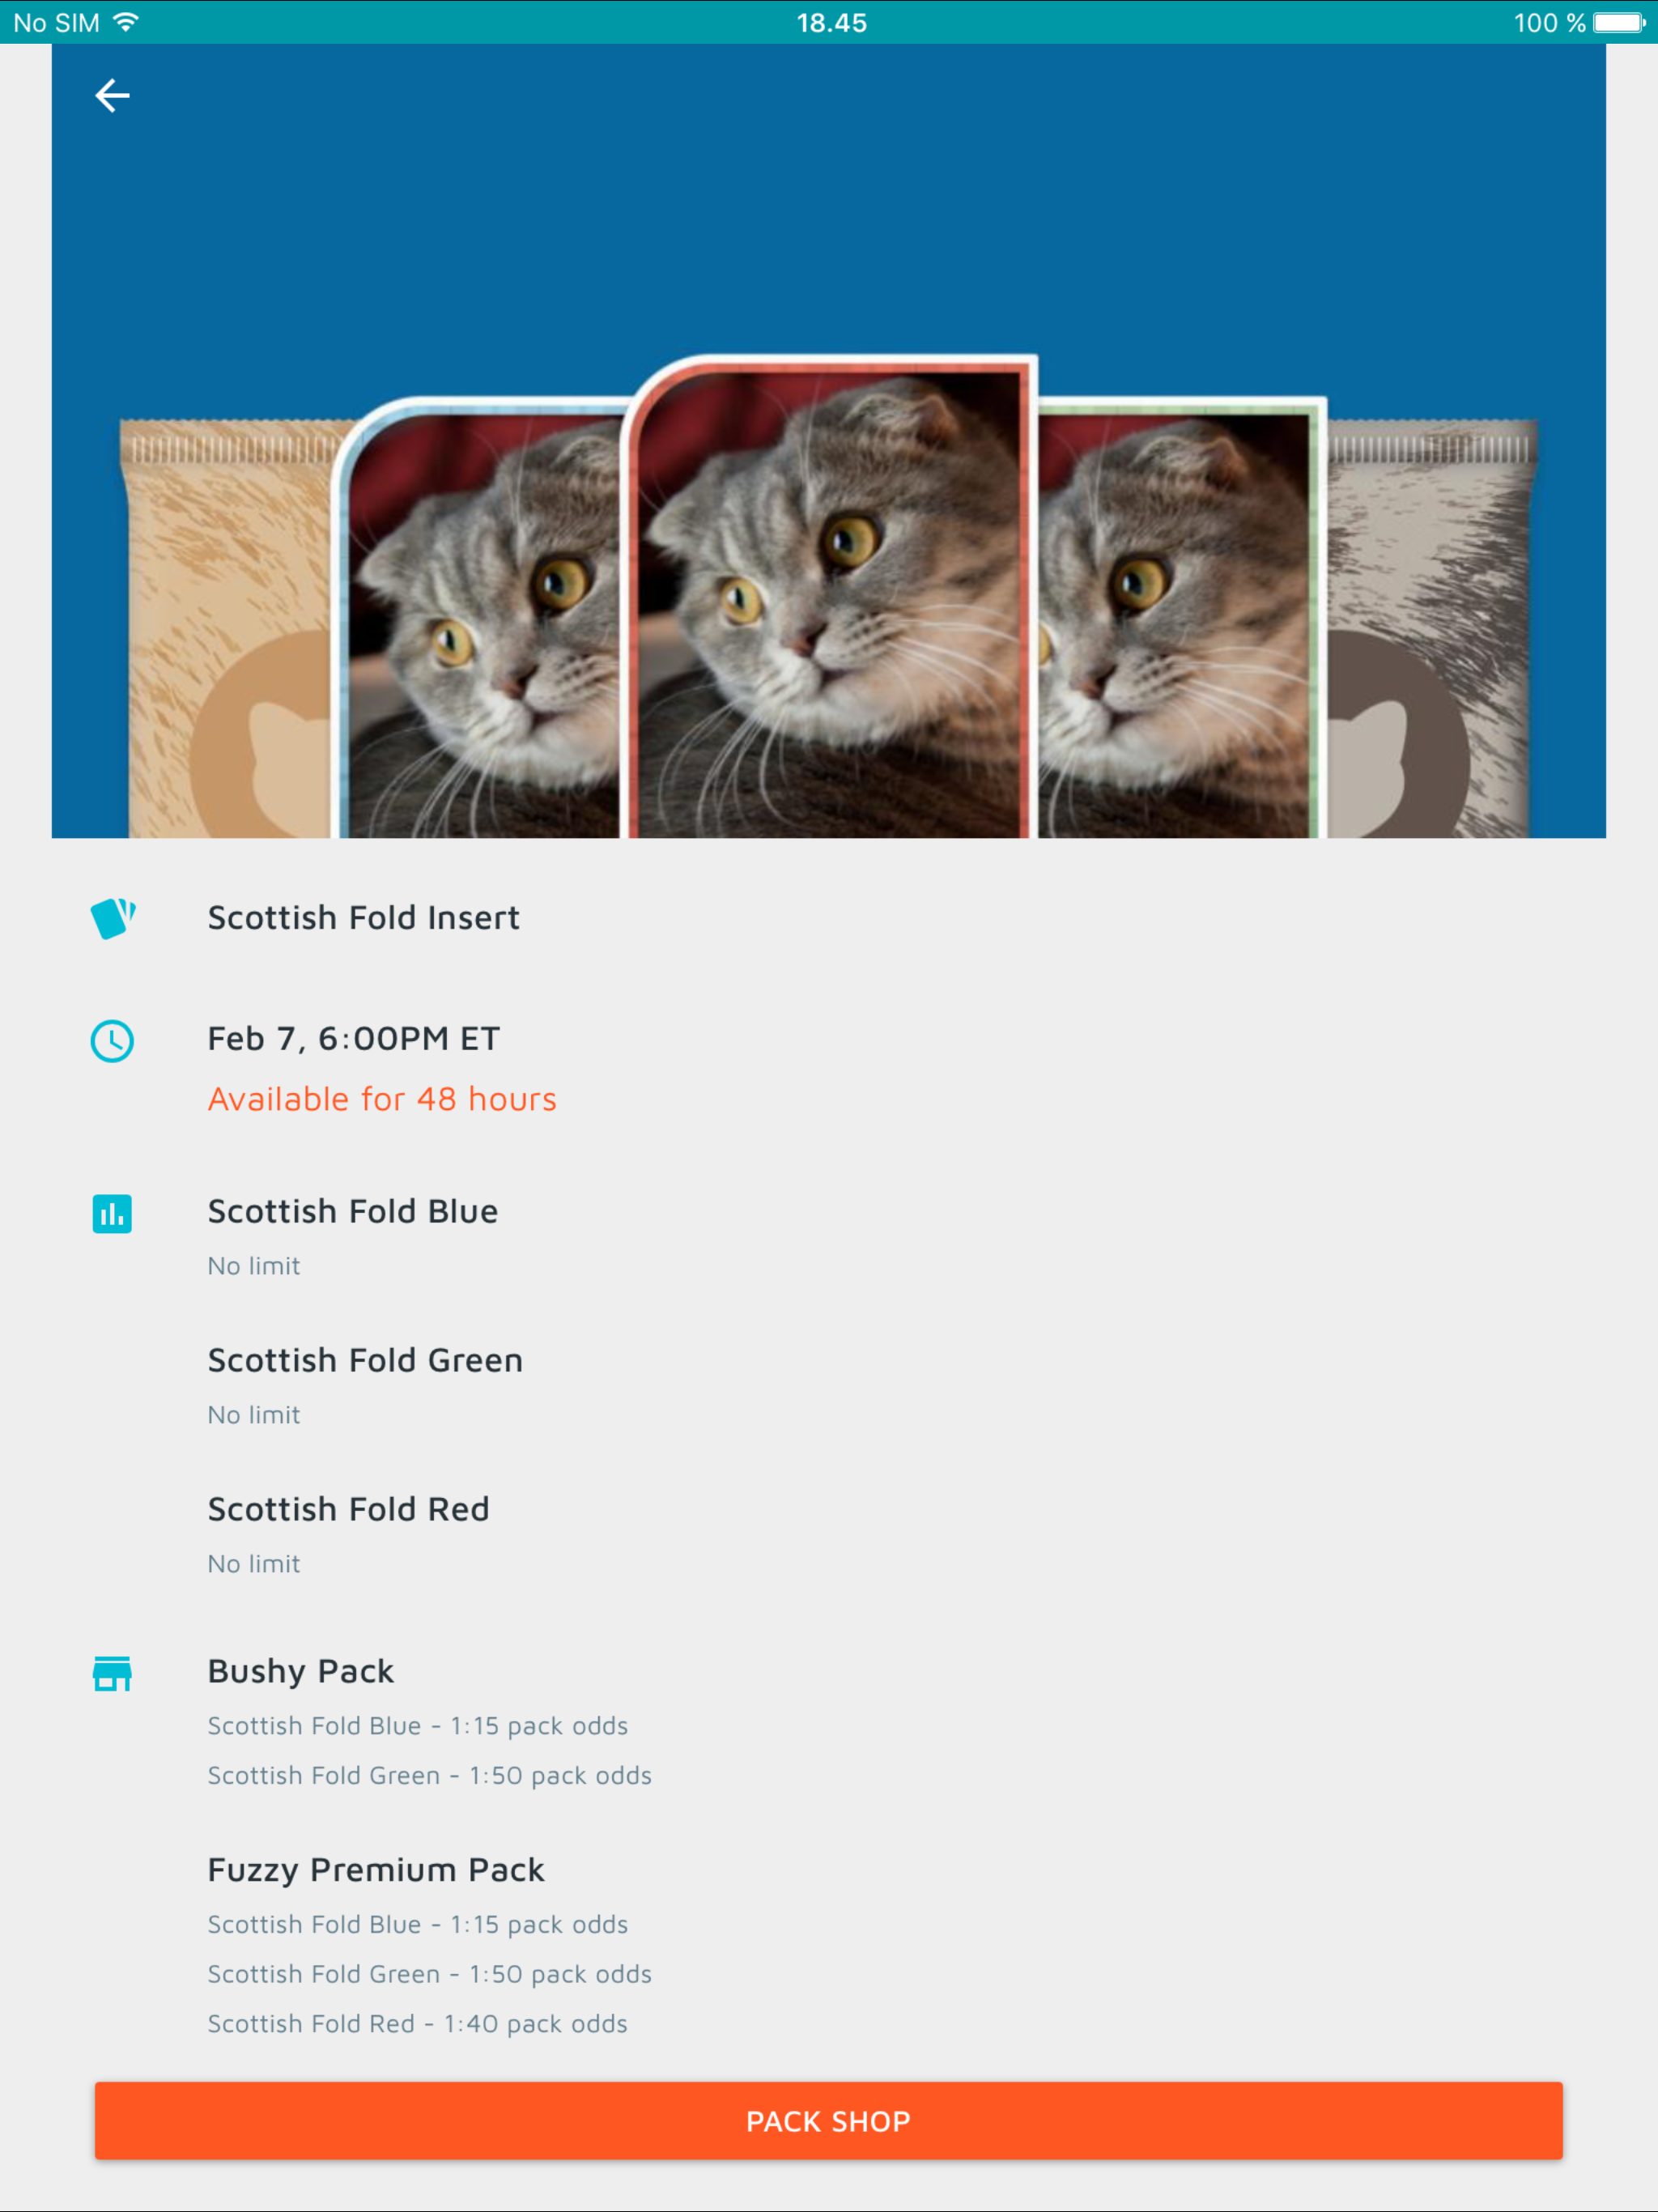 No SIM
18.45
100 %
Scottish Fold Insert
Feb 7, 6:00PM ET
Available for 48 hours
Scottish Fold Blue
No limit
Scottish Fold Green
No limit
Scottish Fold Red
No limit
Bushy Pack
Scottish Fold Blue - 1:15 pack odds
Scottish Fold Green - 1:50 pack odds
Fuzzy Premium Pack
Scottish Fold Blue - 1:15 pack odds
Scottish Fold Green - 1:50 pack odds
Scottish Fold Red - 1:40 pack odds
PACK SHOP